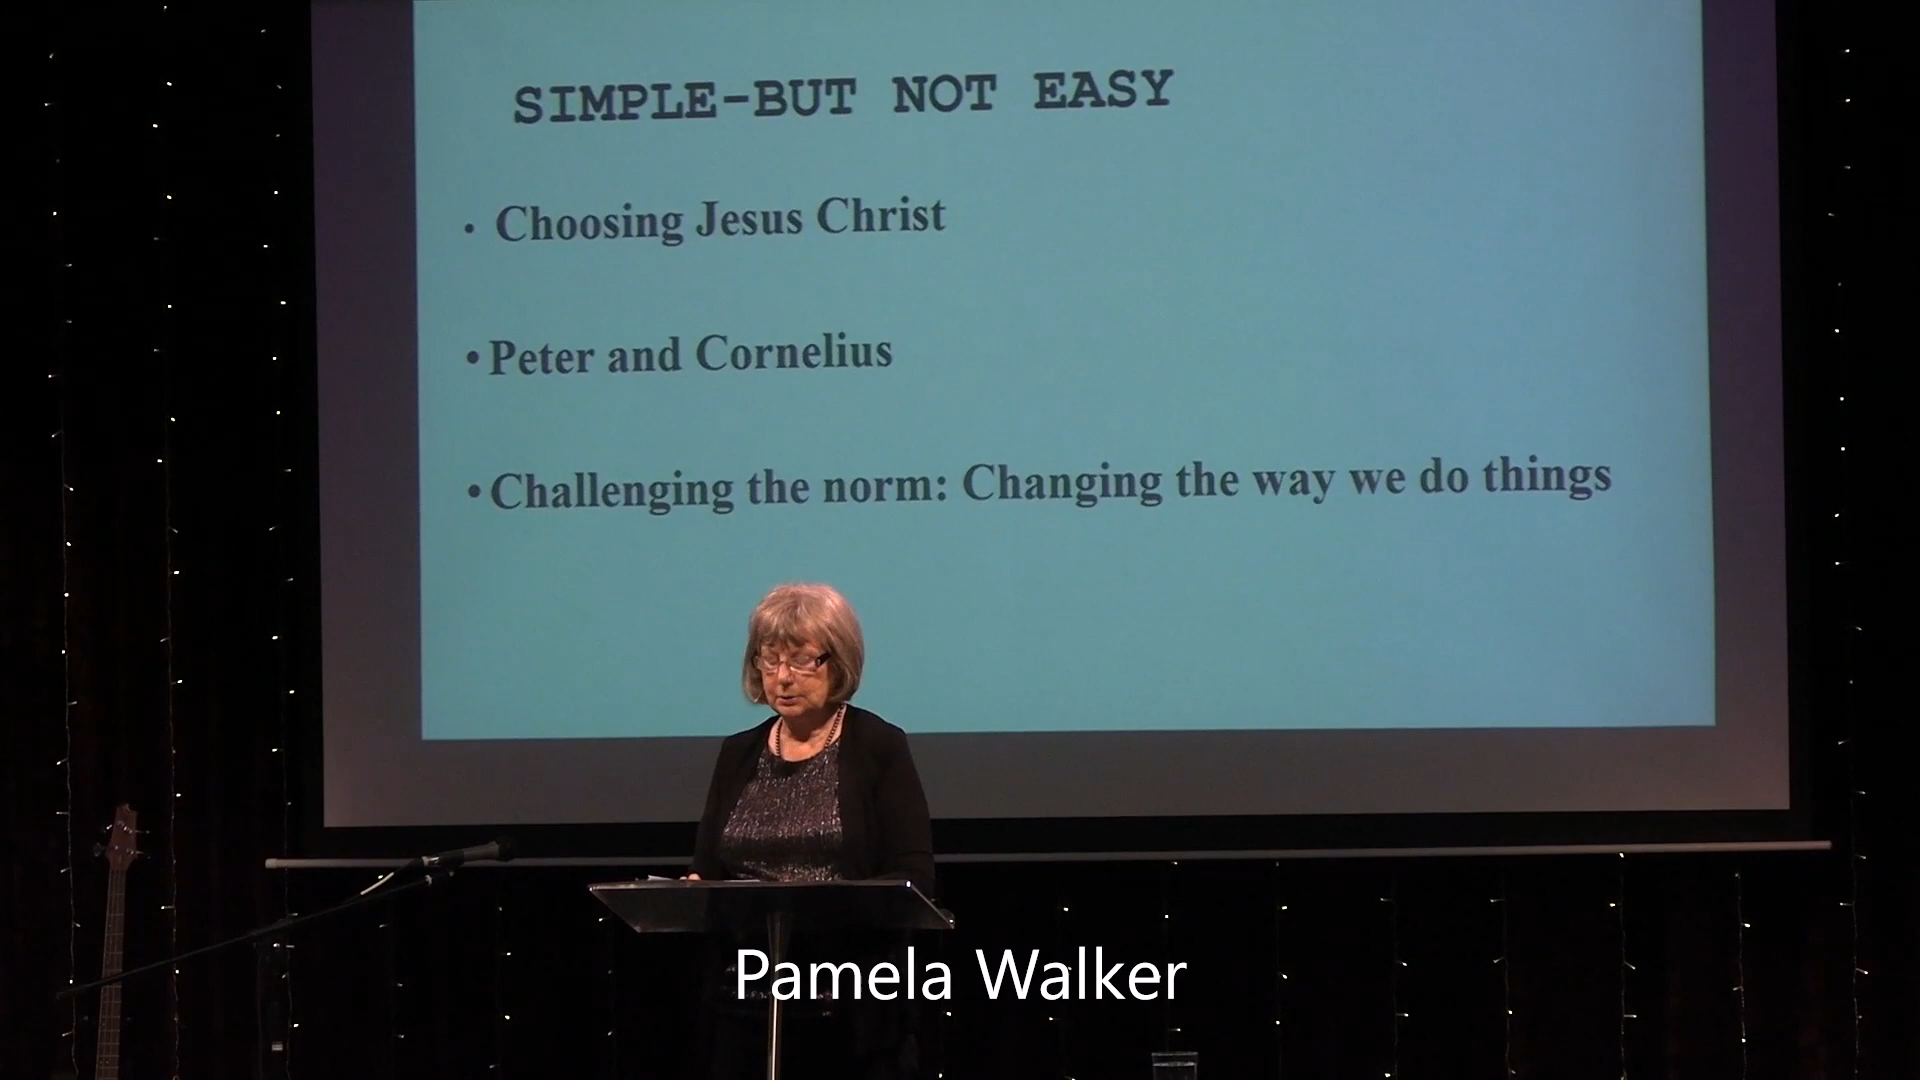 SIMPLE-BUT NOT EASY
• Choosing Jesus Christ
• Peter and Cornelius
• Challenging the norm: Changing the way we do things
Pamela Walker